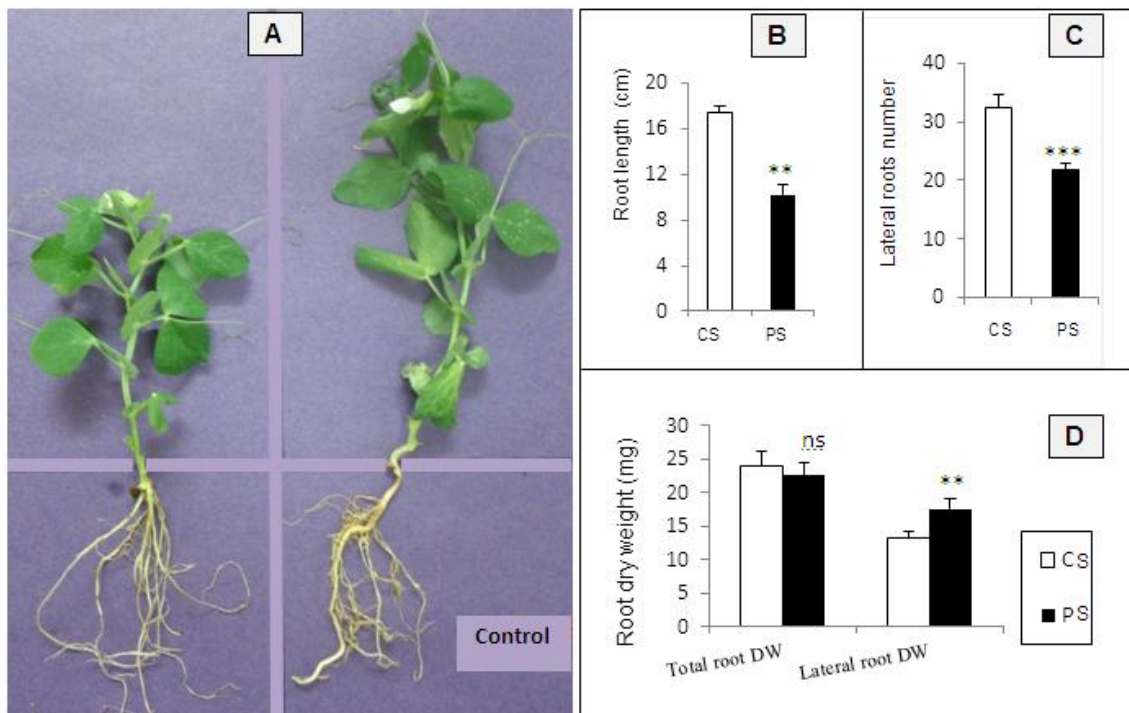 A
Control
B
Root length (cm)
20
16
12
8
4
0
**
CS PS
C
Lateral roots number
40
30
20
10
0
***
CS PS
D
Root dry weight (mg)
30
25
20
15
10
5
0
ns
**
Total root DW Lateral root DW
CS
PS